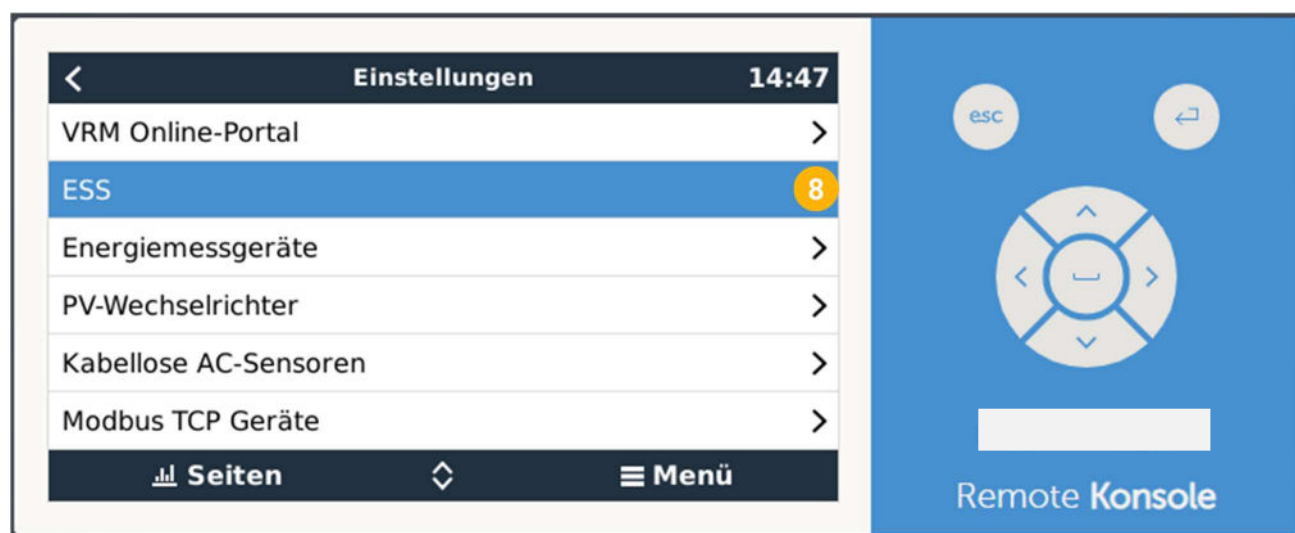 Einstellungen 14:47
VRM Online-Portal
ESS 8
Energiemessgeräte
PV-Wechselrichter
Kabellose AC-Sensoren
Modbus TCP Geräte
Seiten Menü
esc
Remote Konsole